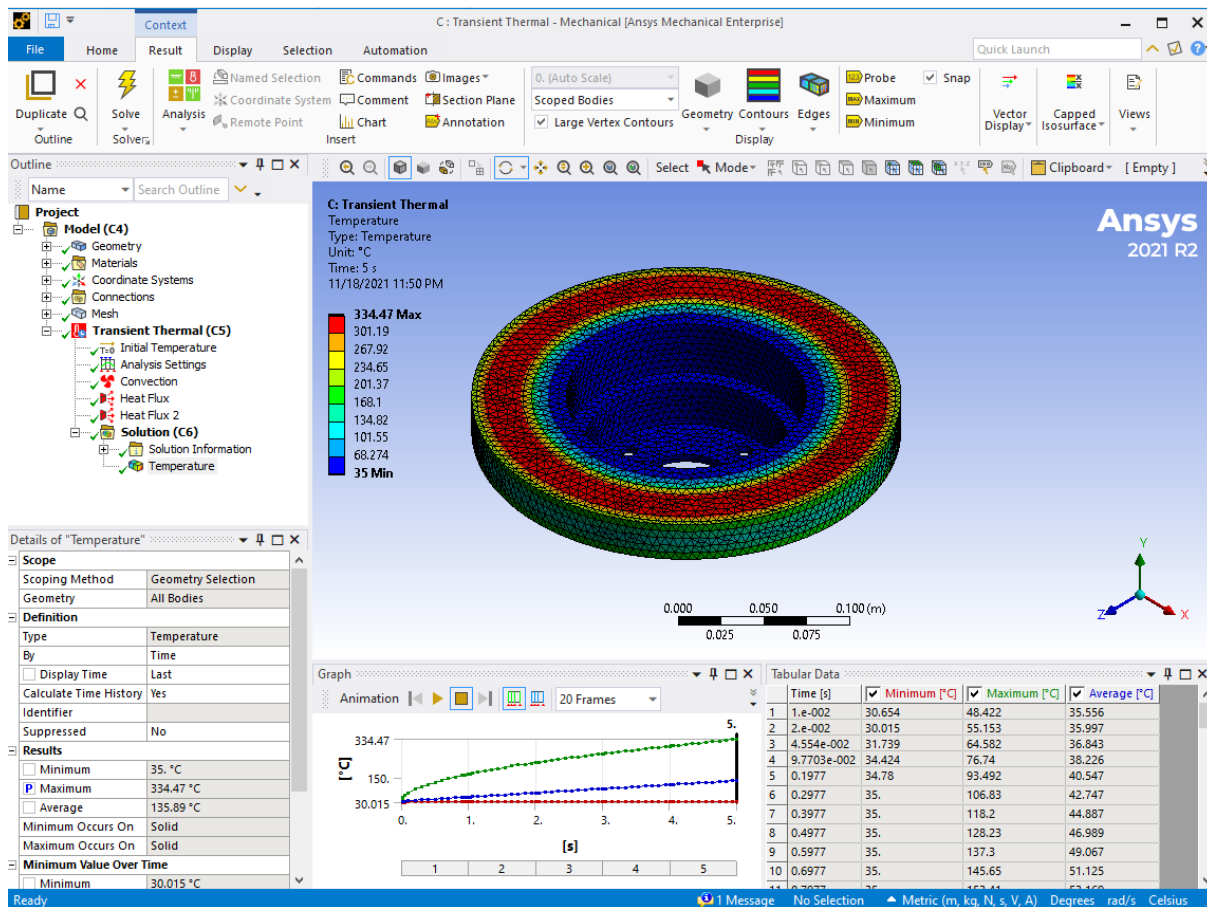 C : Transient Thermal - Mechanical [Ansys Mechanical Enterprise]
Context
File Home Result Display Selection Automation
Quick Launch
Duplicate
Outline
Solve
Solver
Analysis
Named Selection
Coordinate System
Remote Point
Commands
Comment
Chart
Images
Section Plane
Annotation
Insert
0. (Auto Scale)
Scoped Bodies
Large Vertex Contours
Geometry Contours Edges
Display
Probe
Maximum
Minimum
Snap
Vector Display
Capped Isosurface
Views
Outline
Name Search Outline
Project
Model (C4)
Geometry
Materials
Coordinate Systems
Connections
Mesh
Transient Thermal (C5)
T=0 Initial Temperature
Analysis Settings
Convection
Heat Flux
Heat Flux 2
Solution (C6)
Solution Information
Temperature
Select Mode Clipboard [ Empty ]
C: Transient Thermal
Temperature
Type: Temperature
Unit: °C
Time: 5 s
11/18/2021 11:50 PM
334.47 Max
301.19
267.92
234.65
201.37
168.1
134.82
101.55
68.274
35 Min
Ansys
2021 R2
0.000 0.050 0.100 (m)
0.025 0.075
Y
Z X
Details of "Temperature"
Scope
Scoping Method Geometry Selection
Geometry All Bodies
Definition
Type Temperature
By Time
Display Time Last
Calculate Time History Yes
Identifier
Suppressed No
Results
Minimum 35. °C
P Maximum 334.47 °C
Average 135.89 °C
Minimum Occurs On Solid
Maximum Occurs On Solid
Minimum Value Over Time
Minimum 30.015 °C
Graph
Animation 20 Frames
5.
334.47
150.
30.015
[°C]
0. 1. 2. 3. 4. 5.
[s]
1 2 3 4 5
Tabular Data
Time [s] Minimum [°C] Maximum [°C] Average [°C]
1 1.e-002 30.654 48.422 35.556
2 2.e-002 30.015 55.153 35.997
3 4.554e-002 31.739 64.582 36.843
4 9.7703e-002 34.424 76.74 38.226
5 0.1977 34.78 93.492 40.547
6 0.2977 35. 106.83 42.747
7 0.3977 35. 118.2 44.887
8 0.4977 35. 128.23 46.989
9 0.5977 35. 137.3 49.067
10 0.6977 35. 145.65 51.125
Ready
1 Message No Selection Metric (m, kg, N, s, V, A) Degrees rad/s Celsius